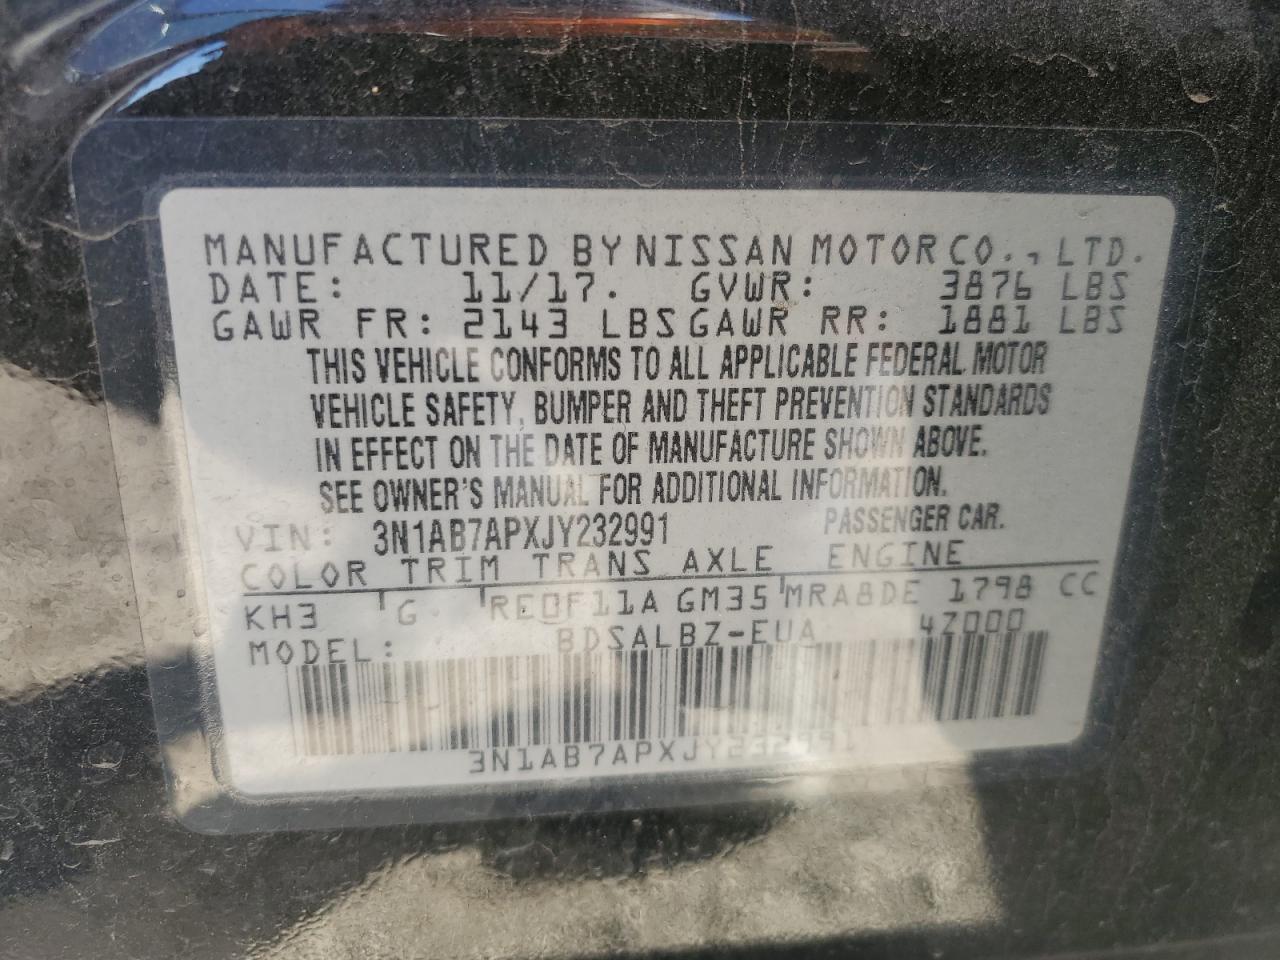 MANUFACTURED BY NISSAN MOTOR CO., LTD.
DATE: 11/17. GVWR: 3876 LBS
GAWR FR: 2143 LBS GAWR RR: 1881 LBS
THIS VEHICLE CONFORMS TO ALL APPLICABLE FEDERAL MOTOR
VEHICLE SAFETY, BUMPER AND THEFT PREVENTION STANDARDS
IN EFFECT ON THE DATE OF MANUFACTURE SHOWN ABOVE.
SEE OWNER'S MANUAL FOR ADDITIONAL INFORMATION.
VIN: 3N1AB7APXJY232991 PASSENGER CAR.
COLOR TRIM TRANS AXLE ENGINE
KH3 G RE0F11A GM35 MRA8DE 1798 CC
MODEL: BDSALBZ-EUA 4Z000
3N1AB7APXJY232991